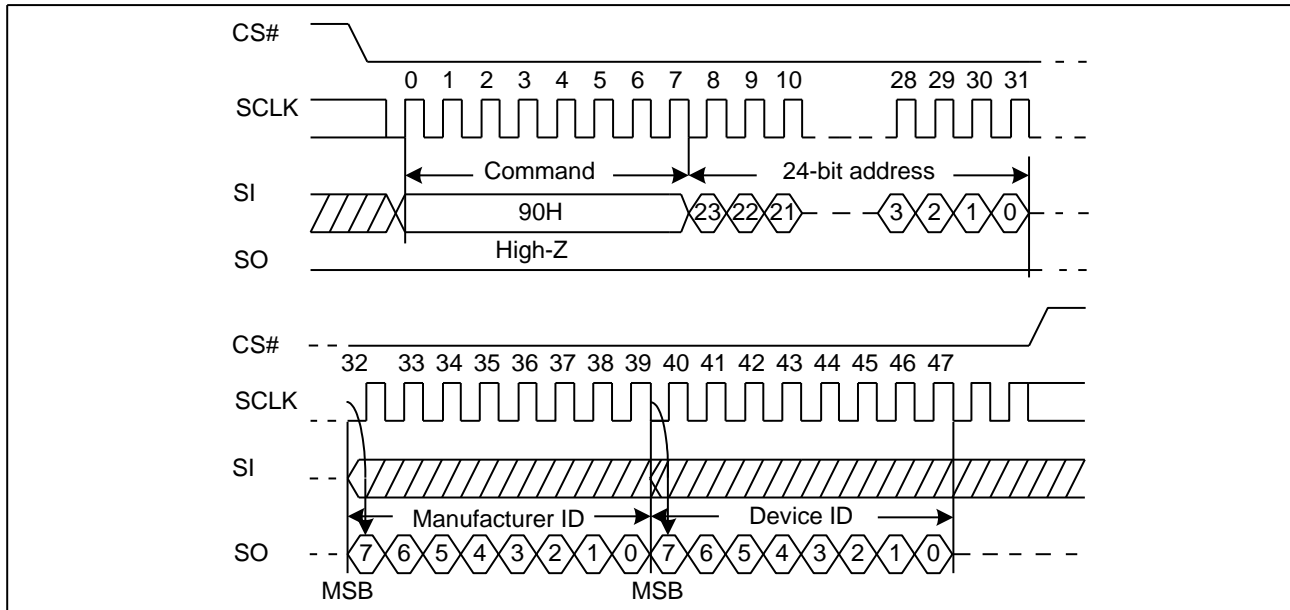 CS#
0 1 2 3 4 5 6 7 8 9 10 28 29 30 31
SCLK
Command 24-bit address
SI
90H 23 22 21 3 2 1 0
High-Z
SO
CS#
32 33 34 35 36 37 38 39 40 41 42 43 44 45 46 47
SCLK
SI
Manufacturer ID Device ID
SO 7 6 5 4 3 2 1 0 7 6 5 4 3 2 1 0
MSB MSB